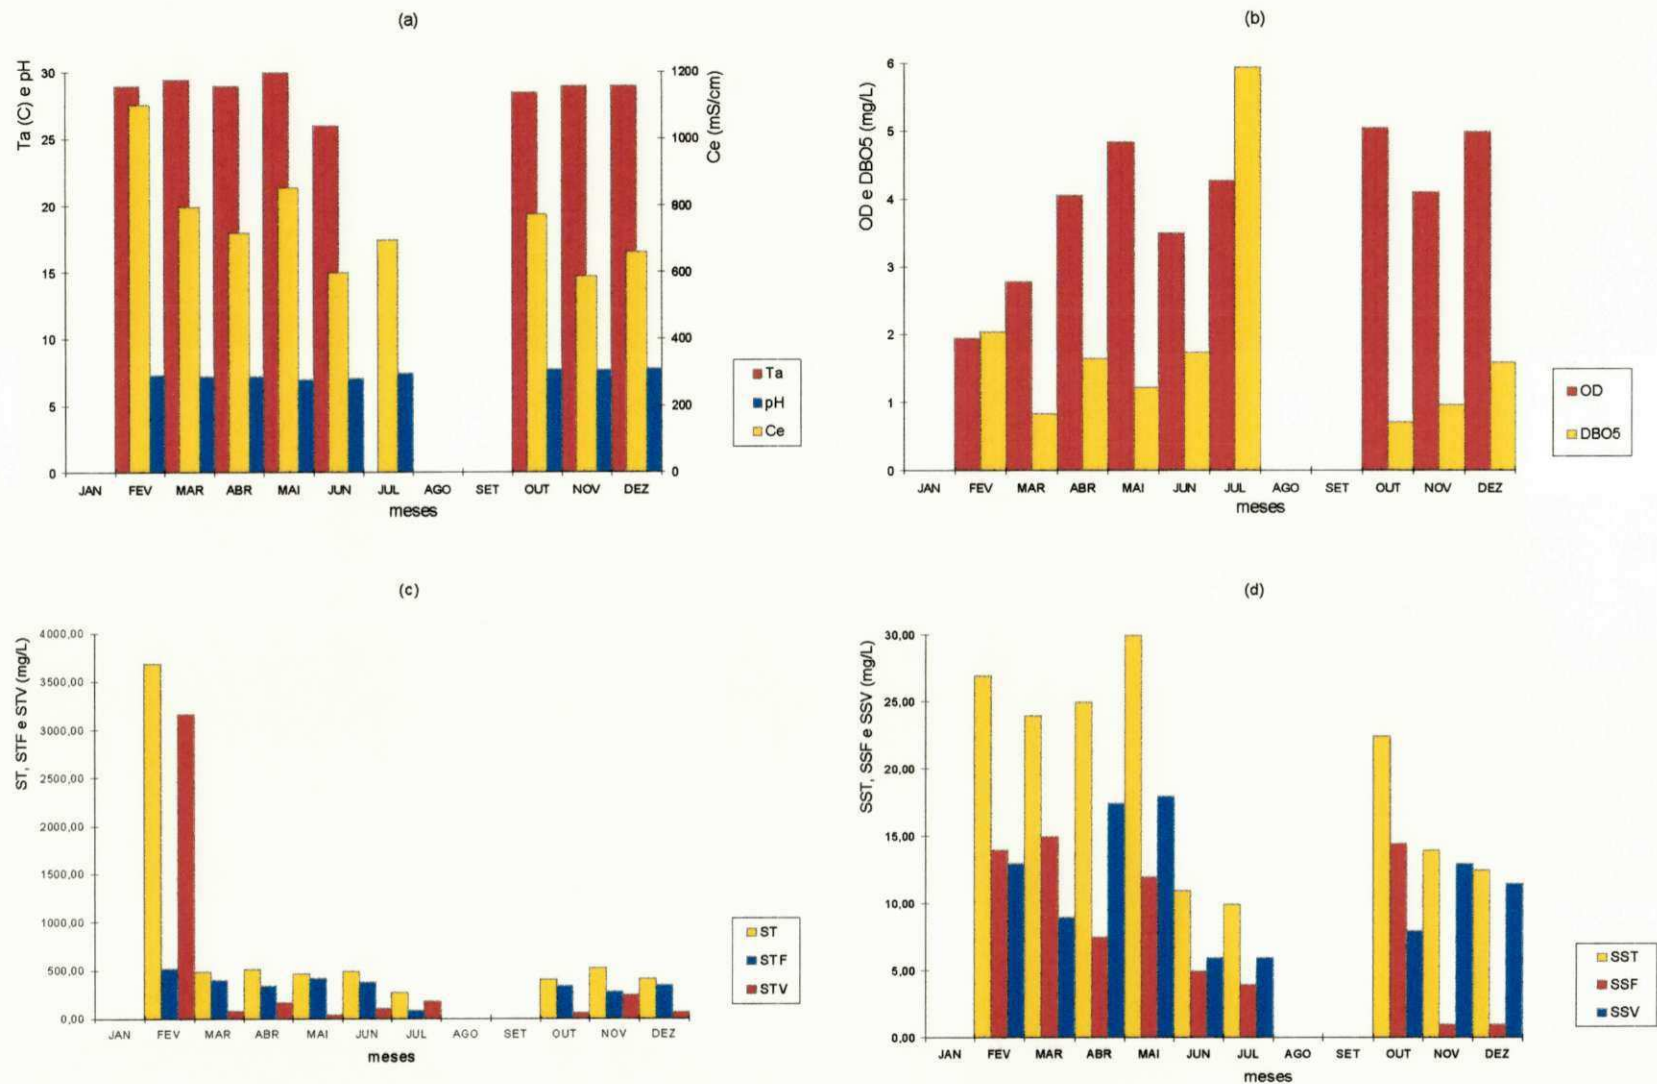 (a)
Ta (C) e pH
30
25
20
15
10
5
0
1200
1000
800
600
400
200
0
Ce (mS/cm)
JAN FEV MAR ABR MAI JUN JUL AGO SET OUT NOV DEZ
meses
Ta
pH
Ce
(b)
OD e DBO5 (mg/L)
6
5
4
3
2
1
0
JAN FEV MAR ABR MAI JUN JUL AGO SET OUT NOV DEZ
meses
OD
DBO5
(c)
ST, STF e STV (mg/L)
4000,00
3500,00
3000,00
2500,00
2000,00
1500,00
1000,00
500,00
0,00
JAN FEV MAR ABR MAI JUN JUL AGO SET OUT NOV DEZ
meses
ST
STF
STV
(d)
SST, SSF e SSV (mg/L)
30,00
25,00
20,00
15,00
10,00
5,00
0,00
JAN FEV MAR ABR MAI JUN JUL AGO SET OUT NOV DEZ
meses
SST
SSF
SSV